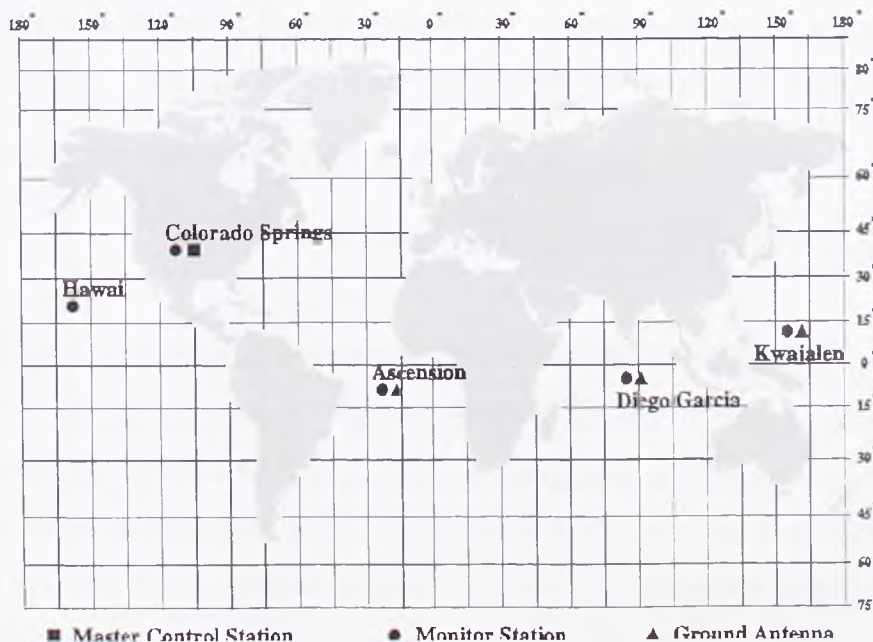 180° 150° 120° 90° 60° 30° 0° 30° 60° 90° 120° 150° 180°
80°
75°
60°
45°
30°
15°
0°
15°
30°
45°
60
75
Colorado Springs
Hawai
Kwajalen
Ascension
Diego Garcia
■ Master Control Station ● Monitor Station ▲ Ground Antenna